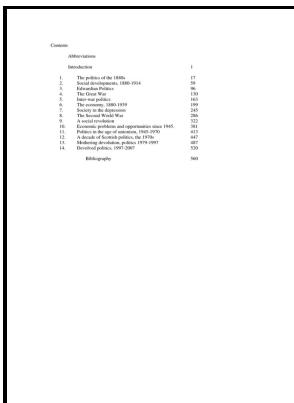 Contents
Abbreviations
Introduction 1
1. The politics of the 1880s 17
2. Social developments, 1880-1914 59
3. Edwardian Politics 96
4. The Great War 130
5. Inter-war politics 163
6. The economy, 1880-1939 199
7. Society in the depression 245
8. The Second World War 286
9. A social revolution 322
10. Economic problems and opportunities since 1945. 381
11. Politics in the age of unionism, 1945-1970 413
12. A decade of Scottish politics, the 1970s 447
13. Mothering devolution, politics 1979-1997 487
14. Devolved politics, 1997-2007 520
Bibliography 560